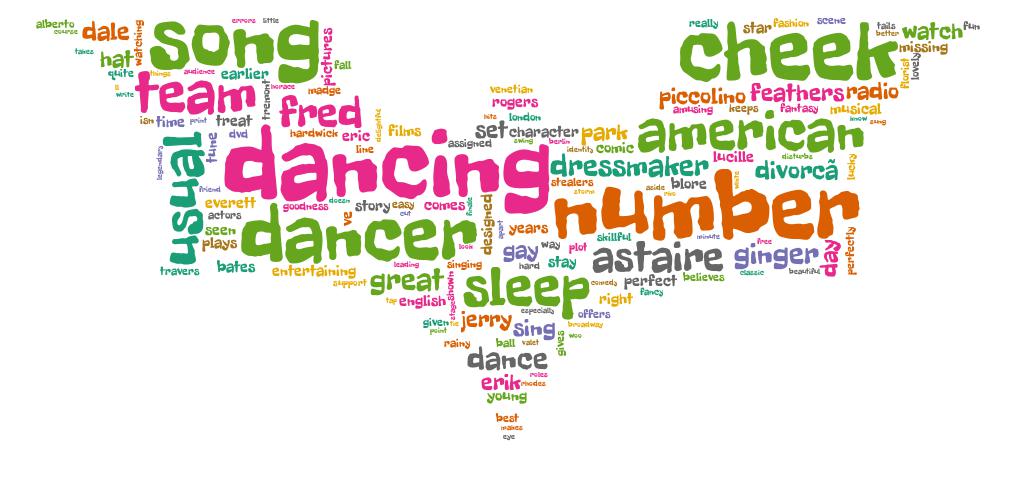 alberto
course
dale
watching
song
errors
little
pictures
fall
takes
hat
quite
things
audience
earlier
write
team
horace
tremont
madge
isn
time
print
treat
fred
dvd
tune
hardwick
eric
line
films
delightful
legendary
usual
friend
everett
actors
seen
plays
travers
bates
dancing
goodness
doesn
ve
story
easy
cut
comes
finale
dancer
look
entertaining
support
leading
singing
great
tap
english
stage
shown
given
point
tie
jerry
rainy
venetian
rogers
hits
london
set
character
assigned
swing
berlin
identity
park
comic
designed
apart
years
gay
way
hard
stay
plot
skillful
sleep
especially
comedy
sing
offers
broadway
woo
gives
ball
valet
dance
roles
erik
rhodes
young
best
makes
eye
really
star
fashion
scene
tails
better
watch
fun
cheek
missing
lovely
florist
piccolino
feathers
radio
amusing
keeps
fantasy
musical
know
sung
american
dressmaker
lucille
disturbs
divorcã
lucky
stealers
storm
aside
rko
blore
white
number
minute
free
astaire
ginger
day
perfectly
classic
beautiful
perfect
believes
fancy
right